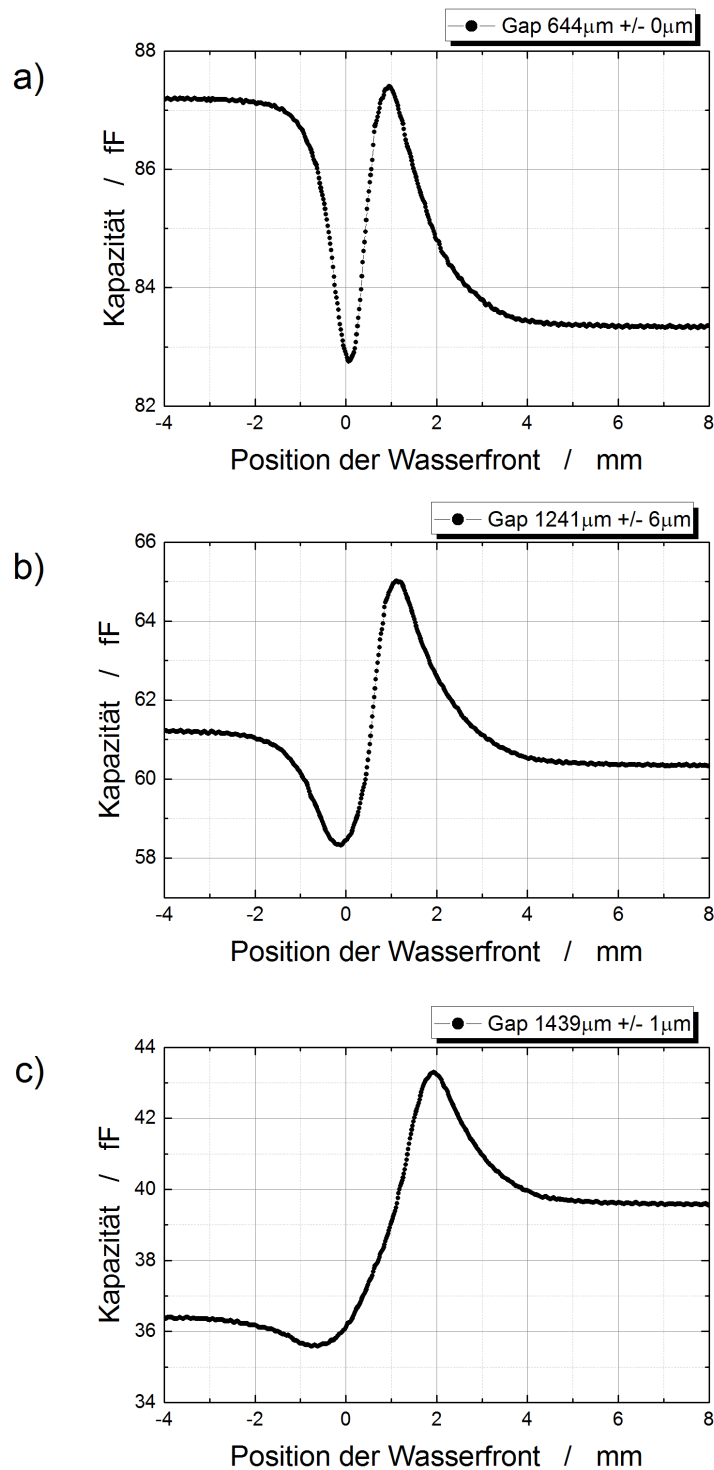 Gap 644µm +/- 0µm
a)
88
86
84
82
Kapazität / fF
-4 -2 0 2 4 6 8
Position der Wasserfront / mm
Gap 1241µm +/- 6µm
b)
66
64
62
60
58
Kapazität / fF
-4 -2 0 2 4 6 8
Position der Wasserfront / mm
Gap 1439µm +/- 1µm
c)
44
42
40
38
36
34
Kapazität / fF
-4 -2 0 2 4 6 8
Position der Wasserfront / mm